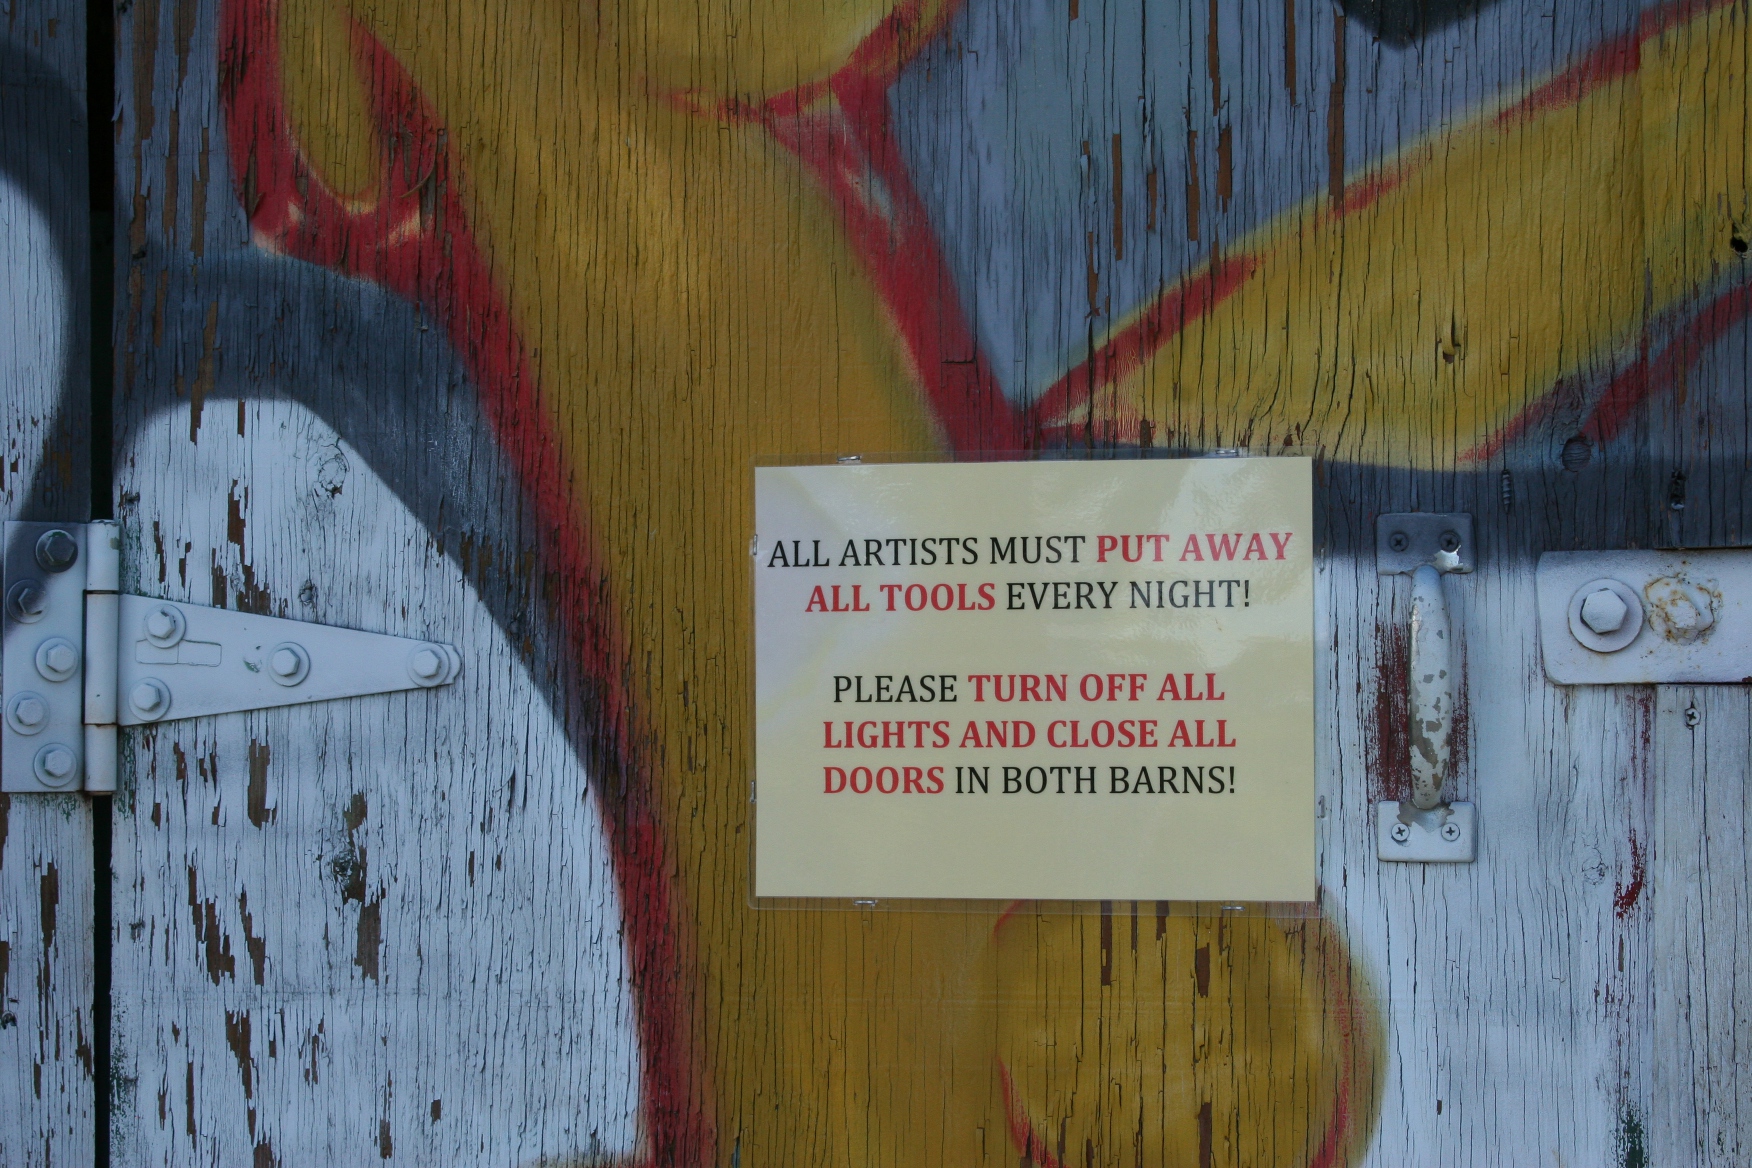 ALL ARTISTS MUST PUT AWAY
ALL TOOLS EVERY NIGHT!
PLEASE TURN OFF ALL
LIGHTS AND CLOSE ALL
DOORS IN BOTH BARNS!